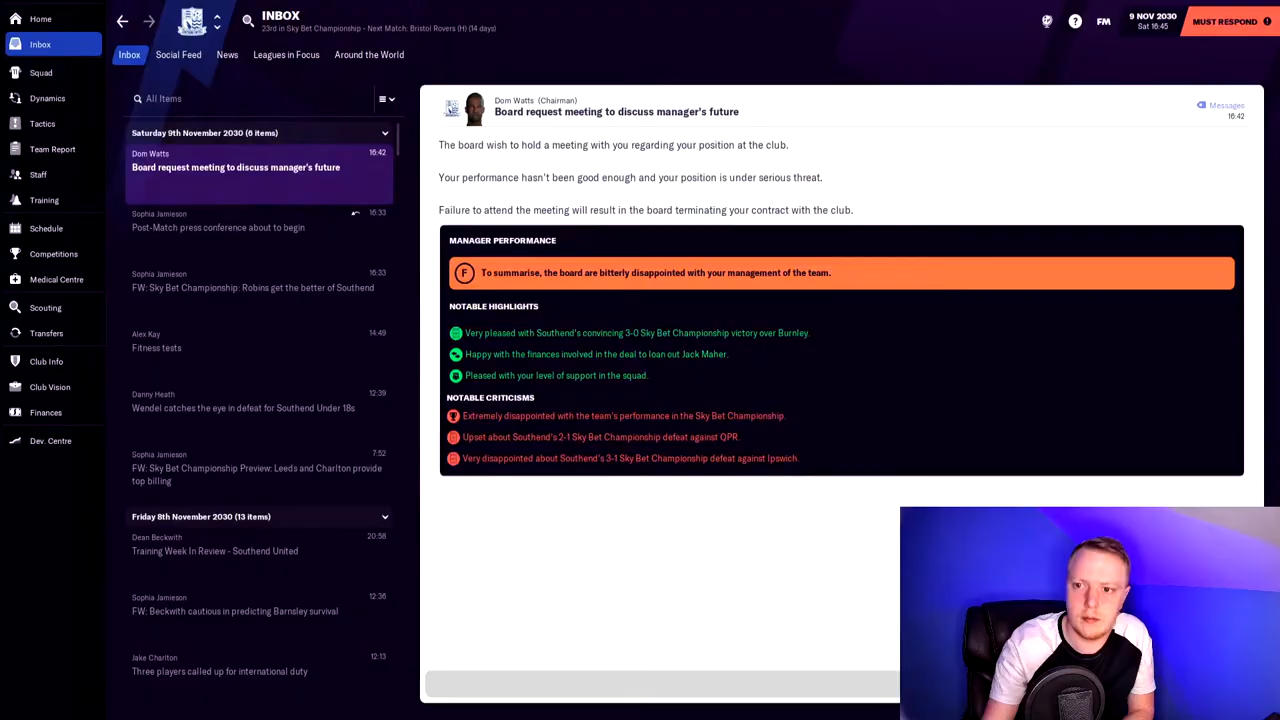 Home
Inbox
Squad
Dynamics
Tactics
Team Report
Staff
Training
Schedule
Competitions
Medical Centre
Scouting
Transfers
Club Info
Club Vision
Finances
Dev. Centre
INBOX
23rd in Sky Bet Championship - Next Match: Bristol Rovers (H) (14 days)
FM
9 NOV 2030
Sat 16:45
MUST RESPOND
Inbox
Social Feed
News
Leagues in Focus
Around the World
All Items
Saturday 9th November 2030 (6 items)
Dom Watts
16:42
Board request meeting to discuss manager's future
Sophia Jamieson
16:33
Post-Match press conference about to begin
Sophia Jamieson
16:33
FW: Sky Bet Championship: Robins get the better of Southend
Alex Kay
14:49
Fitness tests
Danny Heath
12:39
Wendel catches the eye in defeat for Southend Under 18s
Sophia Jamieson
7:52
FW: Sky Bet Championship Preview: Leeds and Charlton provide
top billing
Friday 8th November 2030 (13 items)
Dean Beckwith
20:58
Training Week In Review - Southend United
Sophia Jamieson
12:36
FW: Beckwith cautious in predicting Barnsley survival
Jake Charlton
12:13
Three players called up for international duty
Dom Watts (Chairman)
Board request meeting to discuss manager's future
Messages
16:42
The board wish to hold a meeting with you regarding your position at the club.
Your performance hasn't been good enough and your position is under serious threat.
Failure to attend the meeting will result in the board terminating your contract with the club.
MANAGER PERFORMANCE
F
To summarise, the board are bitterly disappointed with your management of the team.
NOTABLE HIGHLIGHTS
Very pleased with Southend's convincing 3-0 Sky Bet Championship victory over Burnley.
Happy with the finances involved in the deal to loan out Jack Maher.
Pleased with your level of support in the squad.
NOTABLE CRITICISMS
Extremely disappointed with the team's performance in the Sky Bet Championship.
Upset about Southend's 2-1 Sky Bet Championship defeat against QPR.
Very disappointed about Southend's 3-1 Sky Bet Championship defeat against Ipswich.